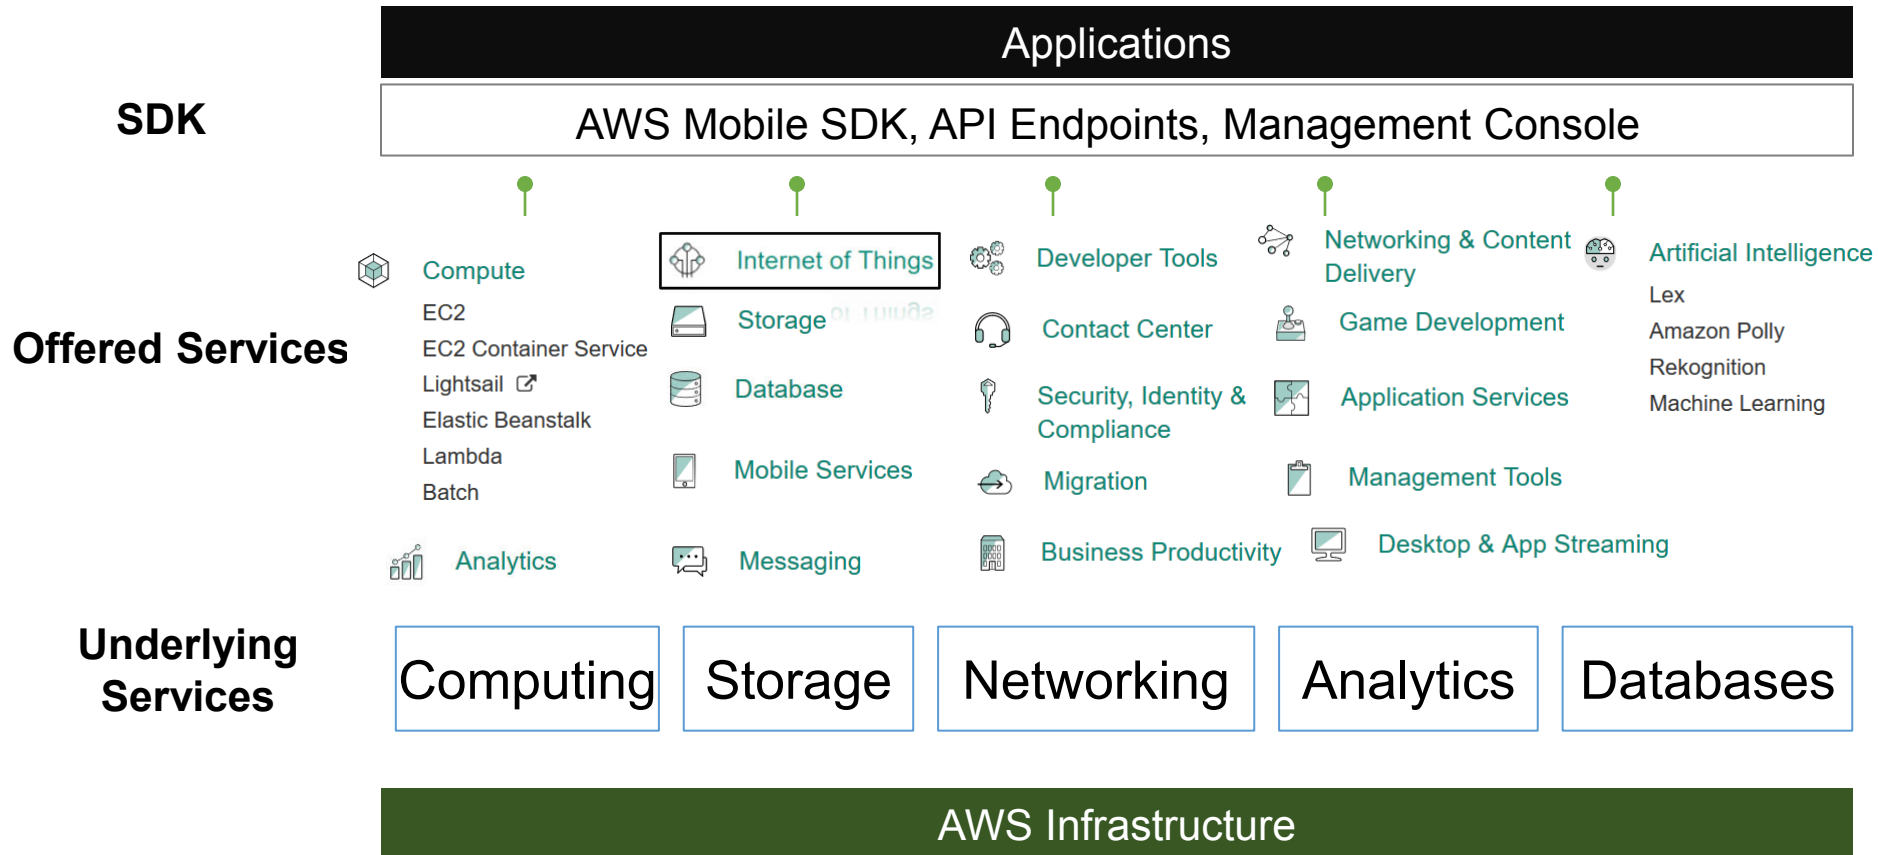 Applications
SDK
AWS Mobile SDK, API Endpoints, Management Console
Offered Services
Compute
EC2
EC2 Container Service
Lightsail
Elastic Beanstalk
Lambda
Batch
Analytics
Internet of Things
of Things
Storage
Database
Mobile Services
Messaging
Developer Tools
Contact Center
Security, Identity &
Compliance
Migration
Business Productivity
Networking & Content
Delivery
Game Development
Application Services
Management Tools
Desktop & App Streaming
Artificial Intelligence
Lex
Amazon Polly
Rekognition
Machine Learning
Underlying
Services
Computing
Storage
Networking
Analytics
Databases
AWS Infrastructure